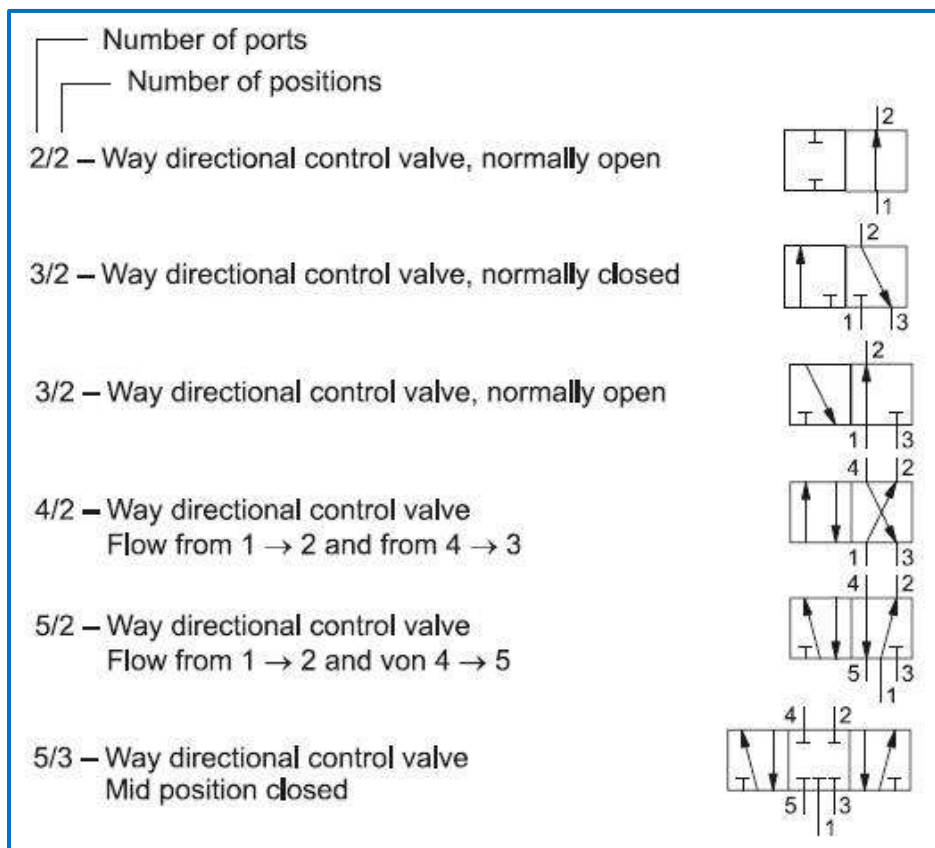 Number of ports
Number of positions
2/2 – Way directional control valve, normally open
2
1
3/2 – Way directional control valve, normally closed
2
1 3
3/2 – Way directional control valve, normally open
2
1 3
4/2 – Way directional control valve
Flow from 1 → 2 and from 4 → 3
4 2
1 3
5/2 – Way directional control valve
Flow from 1 → 2 and von 4 → 5
4 2
5 3
1
5/3 – Way directional control valve
Mid position closed
4 2
5 3
1